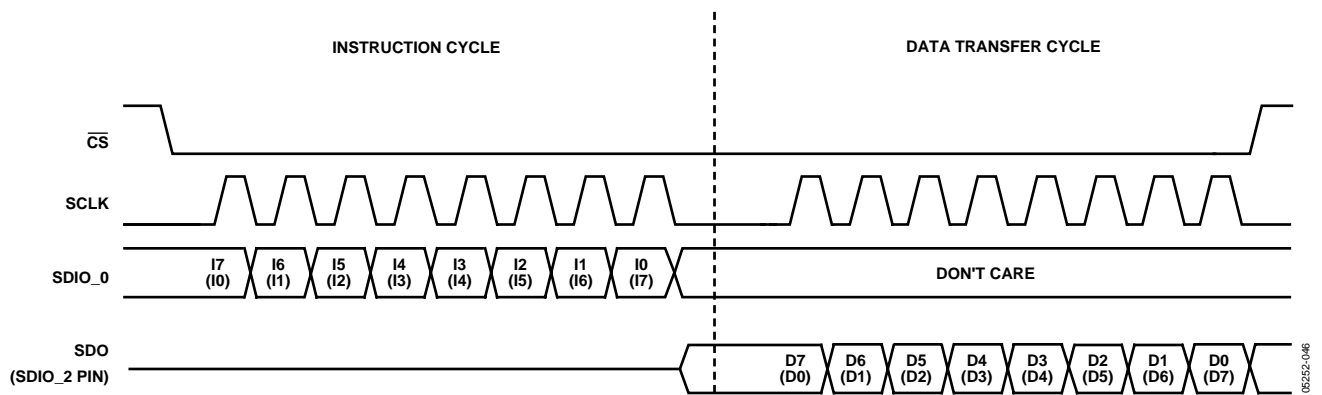 INSTRUCTION CYCLE DATA TRANSFER CYCLE
CS
SCLK
SDIO_0
I7 I6 I5 I4 I3 I2 I1 I0
(I0) (I1) (I2) (I3) (I4) (I5) (I6) (I7)
DON'T CARE
SDO
(SDIO_2 PIN)
D7 D6 D5 D4 D3 D2 D1 D0
(D0) (D1) (D2) (D3) (D4) (D5) (D6) (D7)
05252-046